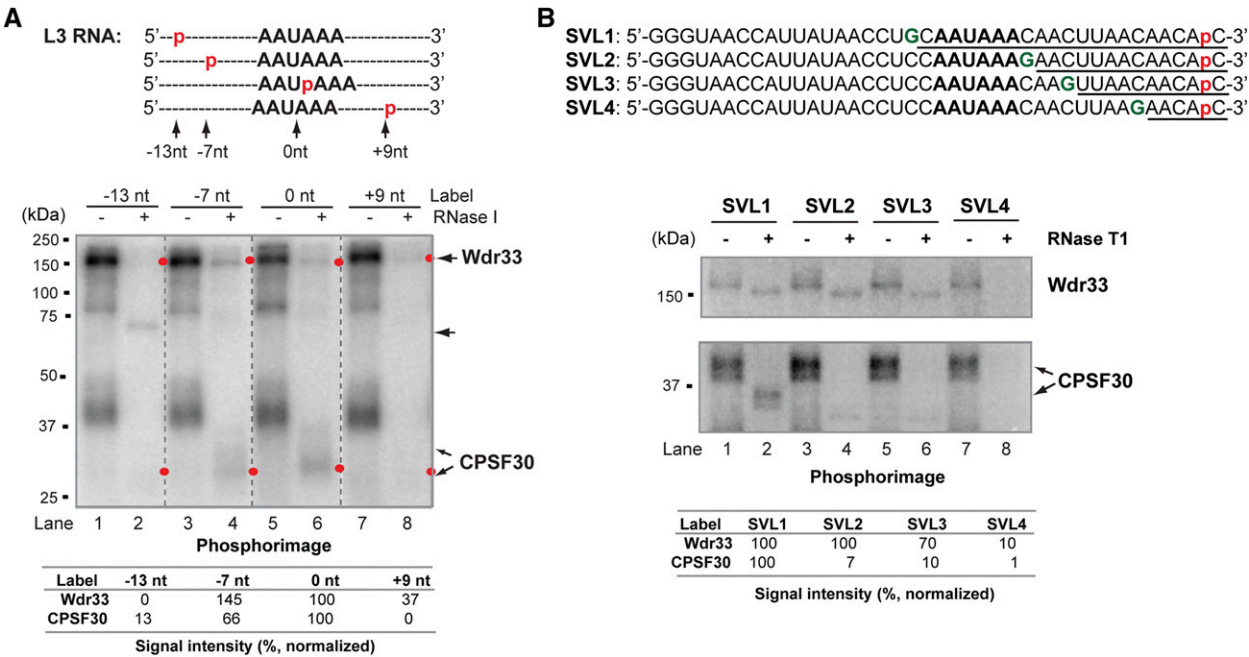 A
L3 RNA: 5'--p---------AAUAAA-------------3'
5'------p------AAUAAA-------------3'
5'-------------AAUpAAA-----------3'
5'------------AAUAAA------p------3'
-13nt -7nt 0nt +9nt
-13 nt -7 nt 0 nt +9 nt Label
(kDa) - + - + - + - + RNase I
250
Wdr33
150
100
75
50
37
CPSF30
25
Lane 1 2 3 4 5 6 7 8
Phosphorimage
Label -13 nt -7 nt 0 nt +9 nt
Wdr33 0 145 100 37
CPSF30 13 66 100 0
Signal intensity (%, normalized)
B
SVL1: 5'-GGGUAACCAUUAUAACCUGCAAUAAACAACUUAACAACApC-3'
SVL2: 5'-GGGUAACCAUUAUAACCUCCAAUAAAGAACUUAACAACApC-3'
SVL3: 5'-GGGUAACCAUUAUAACCUCCAAUAAACAAGUUAACAACApC-3'
SVL4: 5'-GGGUAACCAUUAUAACCUCCAAUAAACAACUUAAGAACApC-3'
SVL1 SVL2 SVL3 SVL4
(kDa) - + - + - + - + RNase T1
Wdr33
150
37
CPSF30
Lane 1 2 3 4 5 6 7 8
Phosphorimage
Label SVL1 SVL2 SVL3 SVL4
Wdr33 100 100 70 10
CPSF30 100 7 10 1
Signal intensity (%, normalized)